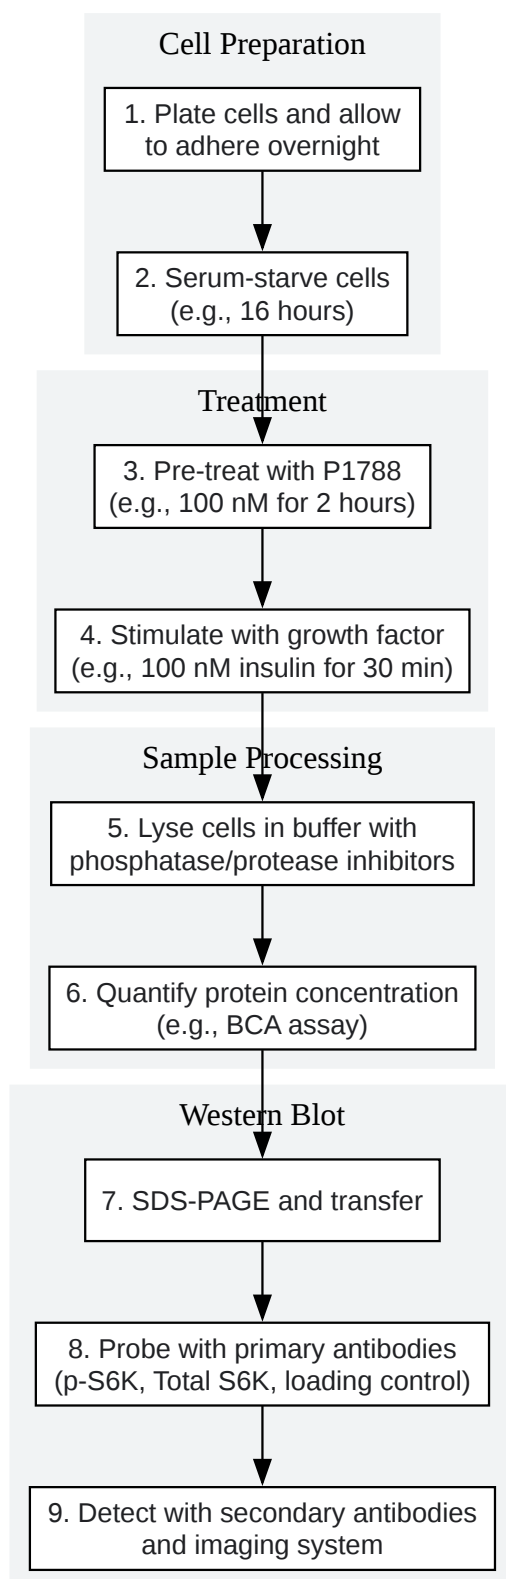 Cell Preparation
1. Plate cells and allow
to adhere overnight
2. Serum-starve cells
(e.g., 16 hours)
Treatment
3. Pre-treat with P1788
(e.g., 100 nM for 2 hours)
4. Stimulate with growth factor
(e.g., 100 nM insulin for 30 min)
Sample Processing
5. Lyse cells in buffer with
phosphatase/protease inhibitors
6. Quantify protein concentration
(e.g., BCA assay)
Western Blot
7. SDS-PAGE and transfer
8. Probe with primary antibodies
(p-S6K, Total S6K, loading control)
9. Detect with secondary antibodies
and imaging system